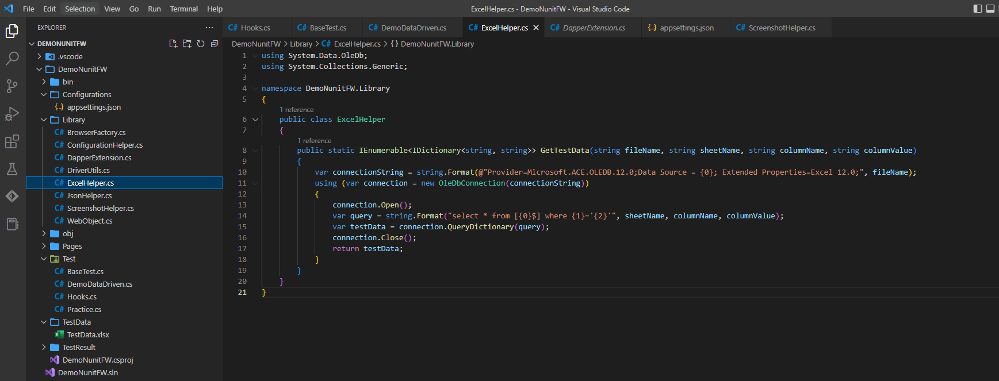 File Edit Selection View Go Run Terminal Help
ExcelHelper.cs - DemoNunitFW - Visual Studio Code
EXPLORER ...
DEMONUNITFW
.vscode
DemoNunitFW
bin
Configurations
{..} appsettings.json
Library
C# BrowserFactory.cs
C# ConfigurationHelper.cs
C# DapperExtension.cs
C# DriverUtils.cs
C# ExcelHelper.cs
C# JsonHelper.cs
C# ScreenshotHelper.cs
C# WebObject.cs
obj
Pages
Test
C# BaseTest.cs
C# DemoDataDriven.cs
C# Hooks.cs
C# Practice.cs
TestData
TestData.xlsx
TestResult
DemoNunitFW.csproj
DemoNunitFW.sln
C# Hooks.cs C# BaseTest.cs C# DemoDataDriven.cs C# ExcelHelper.cs C# DapperExtension.cs {..} appsettings.json C# ScreenshotHelper.cs
DemoNunitFW > Library > C# ExcelHelper.cs > {} DemoNunitFW.Library
1 using System.Data.OleDb;
2 using System.Collections.Generic;
3
4 namespace DemoNunitFW.Library
5 {
1 reference
6 public class ExcelHelper
7 {
1 reference
8 public static IEnumerable<IDictionary<string, string>> GetTestData(string fileName, string sheetName, string columnName, string columnValue)
9 {
10 var connectionString = string.Format(@"Provider=Microsoft.ACE.OLEDB.12.0;Data Source = {0}; Extended Properties=Excel 12.0;", fileName);
11 using (var connection = new OleDbConnection(connectionString))
12 {
13 connection.Open();
14 var query = string.Format("select * from [{0}$] where {1}='{2}'", sheetName, columnName, columnValue);
15 var testData = connection.QueryDictionary(query);
16 connection.Close();
17 return testData;
18 }
19 }
20 }
21 }